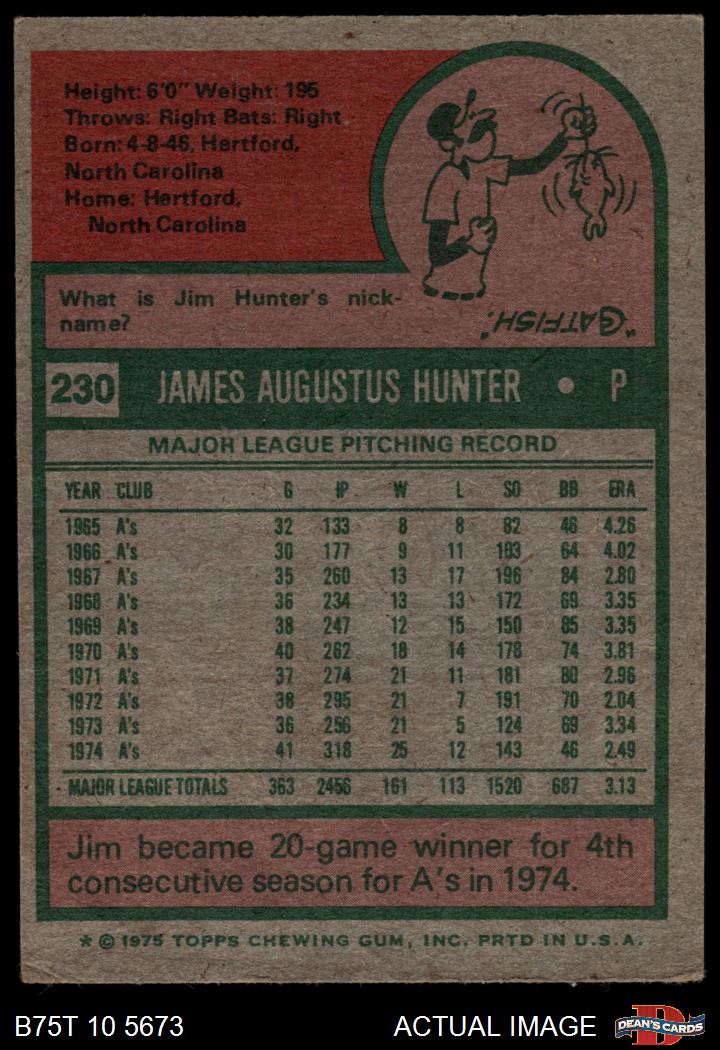 Height: 6'0" Weight: 195
Throws: Right Bats: Right
Born: 4-8-46, Hertford,
North Carolina
Home: Hertford,
North Carolina
What is Jim Hunter's nick-
name?
"CATFISH".
230 JAMES AUGUSTUS HUNTER • P
MAJOR LEAGUE PITCHING RECORD
YEAR CLUB G IP W L SO BB ERA
1965 A's 32 133 8 8 82 46 4.26
1966 A's 30 177 9 11 103 64 4.02
1967 A's 35 260 13 17 196 84 2.80
1968 A's 36 234 13 13 172 69 3.35
1969 A's 38 247 12 15 150 85 3.35
1970 A's 40 262 18 14 178 74 3.81
1971 A's 37 274 21 11 181 80 2.96
1972 A's 38 295 21 7 191 70 2.04
1973 A's 36 256 21 5 124 69 3.34
1974 A's 41 318 25 12 143 46 2.49
MAJOR LEAGUE TOTALS 363 2456 161 113 1520 687 3.13
Jim became 20-game winner for 4th
consecutive season for A's in 1974.
* © 1975 TOPPS CHEWING GUM, INC. PRTD IN U.S.A.
B75T 10 5673 ACTUAL IMAGE DEAN'S CARDS